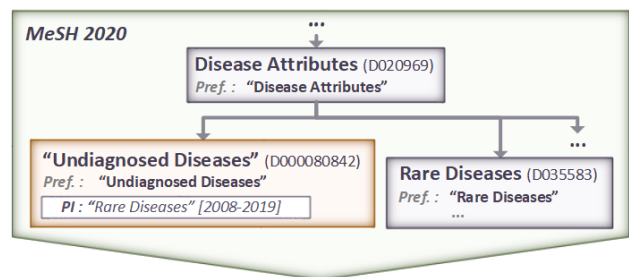 ...
MeSH 2020
Disease Attributes (D020969)
Pref. : “Disease Attributes”
...
“Undiagnosed Diseases” (D000080842)
Pref. : “Undiagnosed Diseases”
PI : “Rare Diseases” [2008-2019]
Rare Diseases (D035583)
Pref. : “Rare Diseases”
...